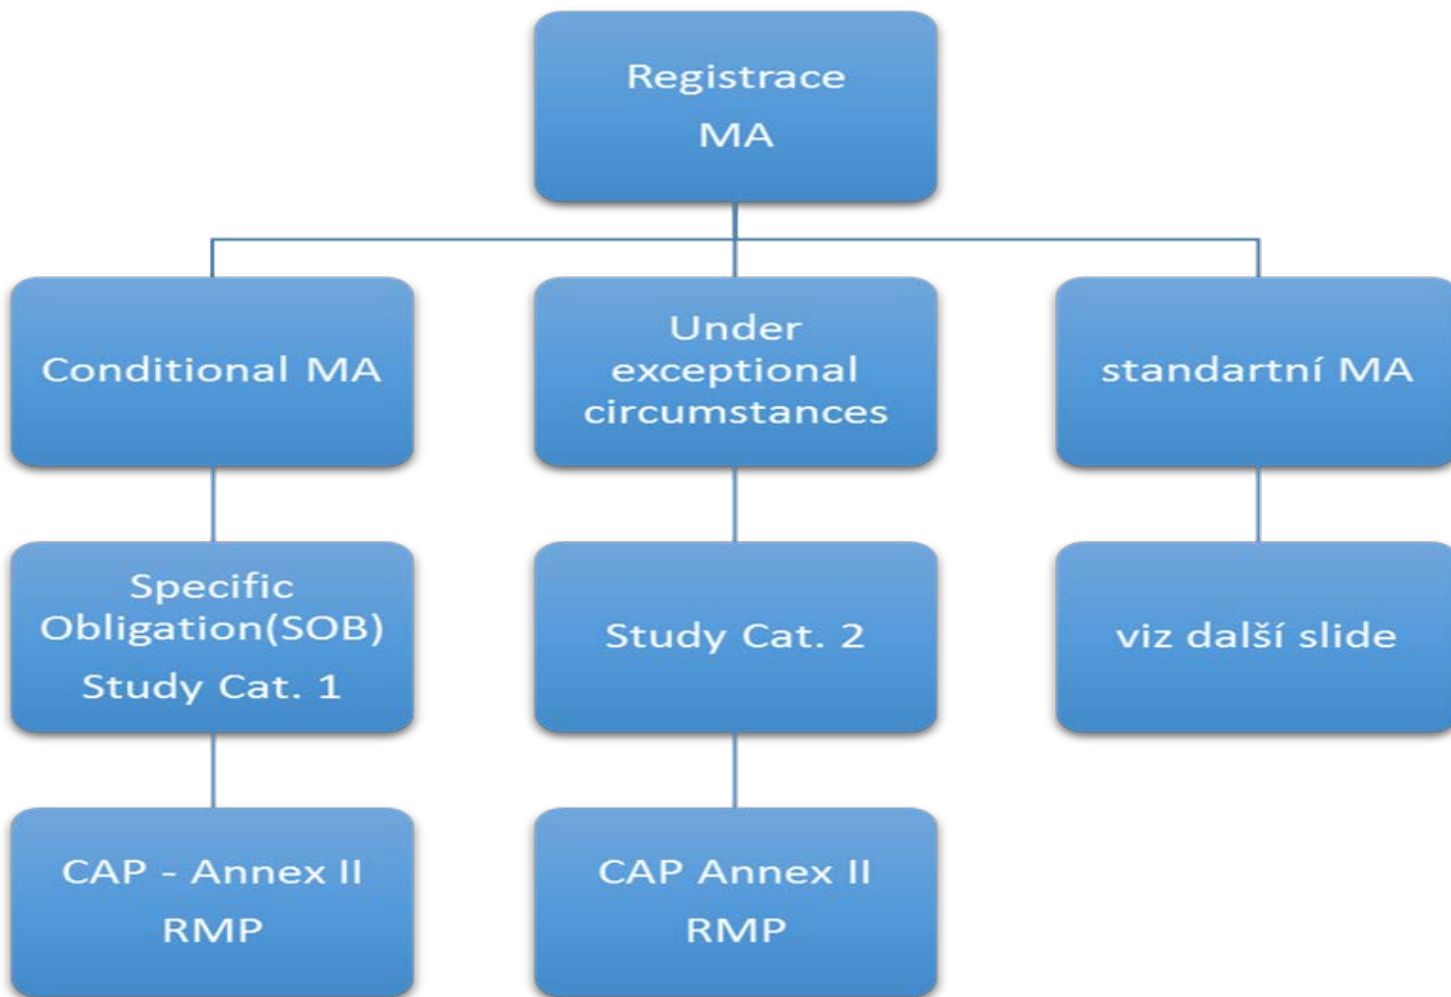 Registrace
MA
Conditional MA
Under
exceptional
circumstances
standartní MA
Specific
Obligation(SOB)
Study Cat. 1
Study Cat. 2
viz další slide
CAP - Annex II
RMP
CAP Annex II
RMP